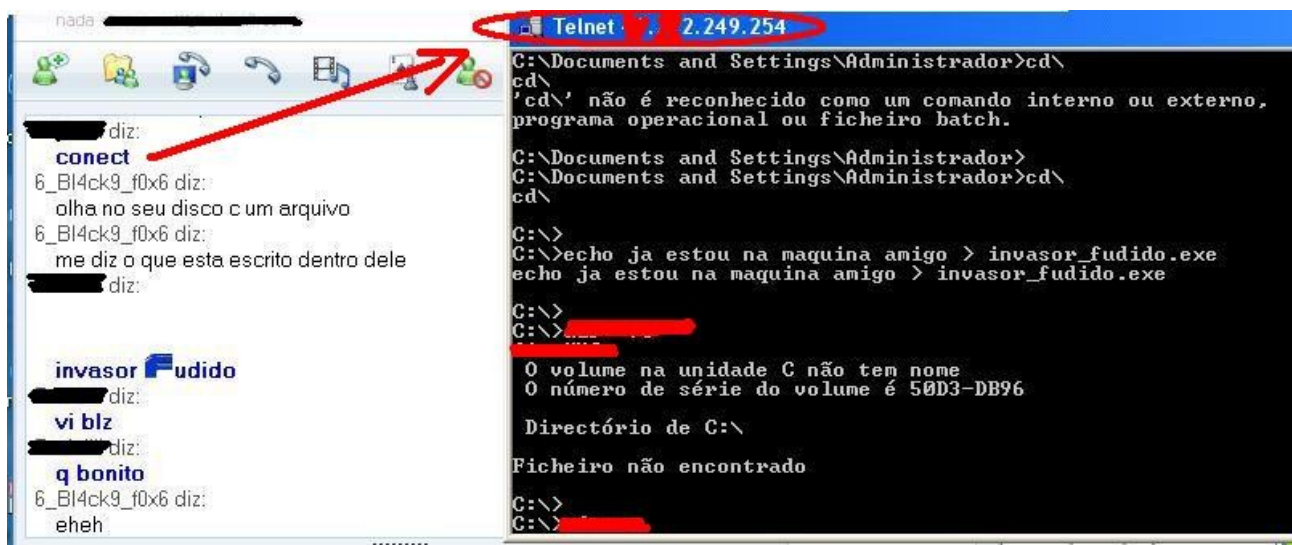 nada
diz:
conect
6_Bl4ck9_f0x6 diz:
olha no seu disco c um arquivo
6_Bl4ck9_f0x6 diz:
me diz o que esta escrito dentro dele
diz:
invasor Fudido
diz:
vi blz
diz:
q bonito
6_Bl4ck9_f0x6 diz:
eheh
Telnet 2.249.254
C:\Documents and Settings\Administrador>cd\
cd\
'cd\' não é reconhecido como um comando interno ou externo,
programa operacional ou ficheiro batch.
C:\Documents and Settings\Administrador>
C:\Documents and Settings\Administrador>cd\
cd\
C:\>
C:\>echo ja estou na maquina amigo > invasor_fudido.exe
echo ja estou na maquina amigo > invasor_fudido.exe
C:\>
C:\>
O volume na unidade C não tem nome
O número de série do volume é 50D3-DB96
Directório de C:\
Ficheiro não encontrado
C:\>
C:\>